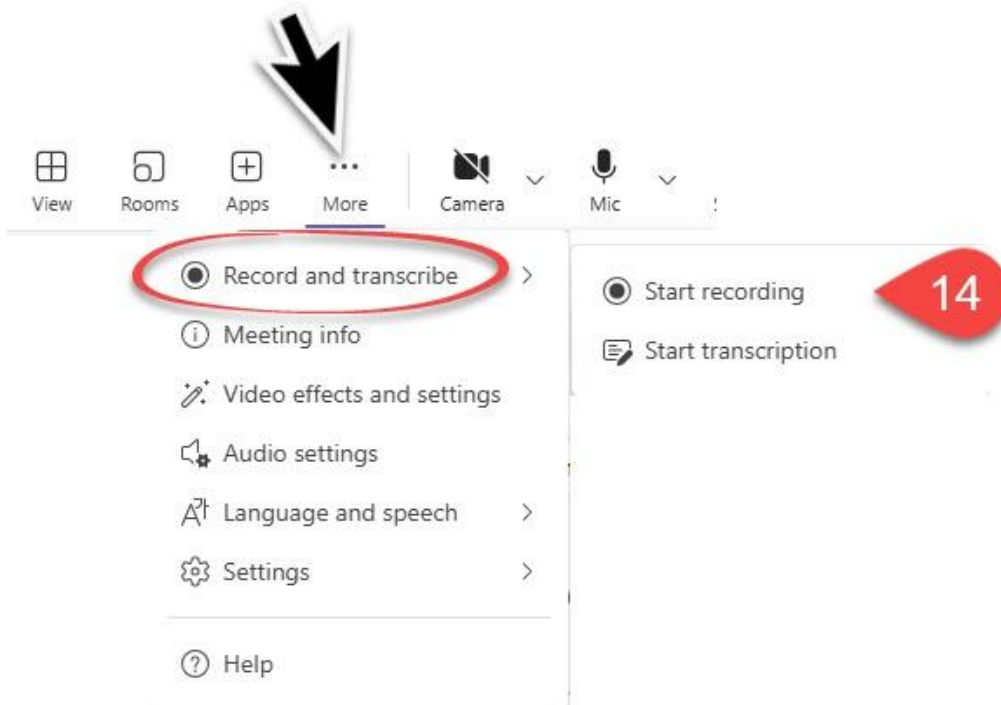 View Rooms Apps More Camera Mic
Record and transcribe
Start recording
14
Meeting info
Start transcription
Video effects and settings
Audio settings
Language and speech
Settings
Help